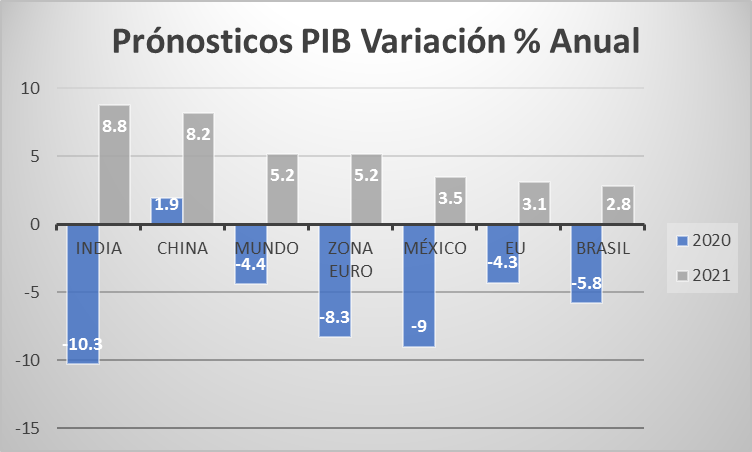 Prónosticos PIB Variación % Anual
10
5
0
-5
-10
-15
8.8
8.2
5.2
5.2
3.5
3.1
2.8
1.9
INDIA
CHINA
MUNDO
ZONA
EURO
MÉXICO
EU
BRASIL
-10.3
-4.4
-8.3
-9
-4.3
-5.8
2020
2021